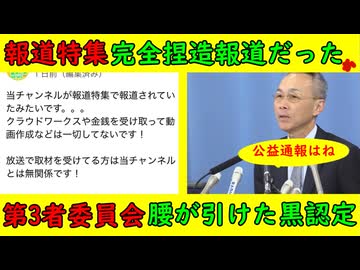 報道特集完全捏造報道だった
1日前（編集済み）
当チャンネルが報道特集で報道されてい
たみたいです。。。
クラウドワークスや金銭を受け取って動
画作成などは一切してないです！
放送で取材を受けてる方は当チャンネル
とは無関係です！
公益通報はね
第3者委員会腰が引けた黒認定